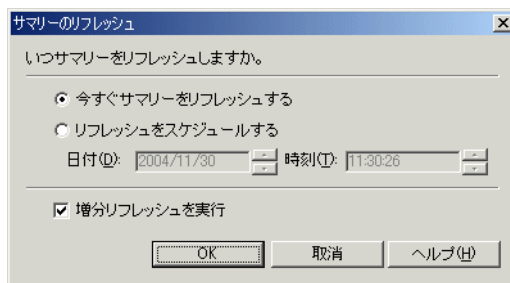 サマリーのリフレッシュ
いつサマリーをリフレッシュしますか。
今すぐサマリーをリフレッシュする
リフレッシュをスケジュールする
日付(D): 2004/11/30 時刻(T): 11:30:26
増分リフレッシュを実行
OK 取消 ヘルプ(H)